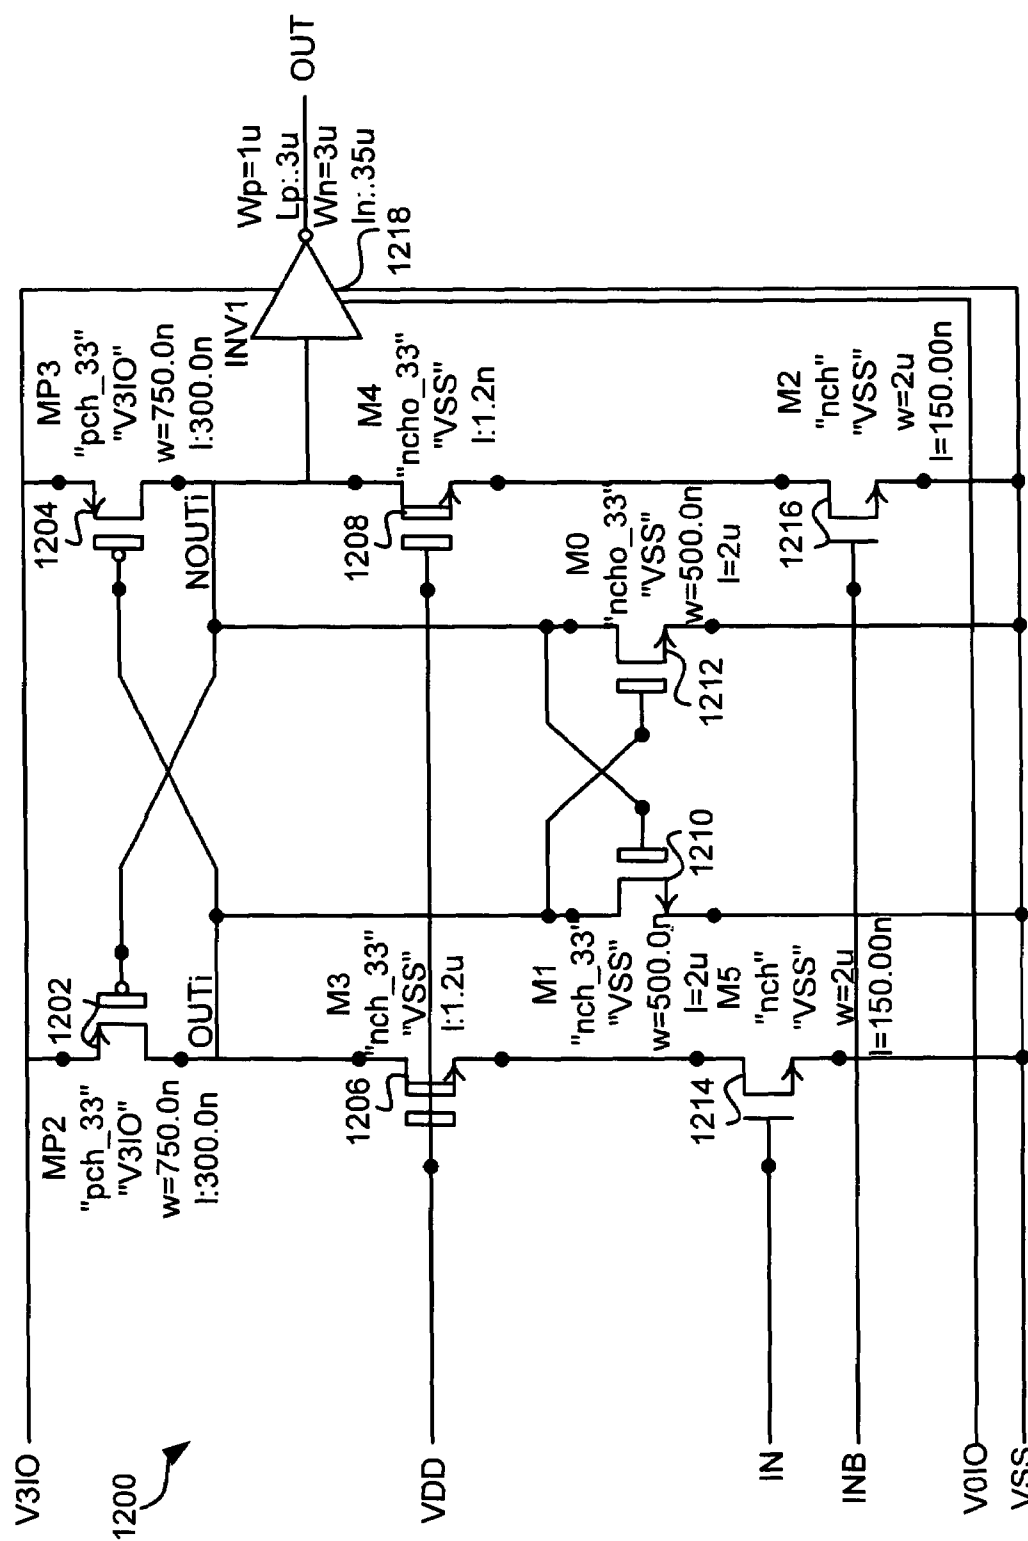 1200
V3IO
VDD
IN
INB
V0IO
VSS
MP2
"pch_33"
"V3IO"
w=750.0n
l:300.0n
1202
OUTi
MP3
"pch_33"
"V3IO"
w=750.0n
l:300.0n
1204
NOUTi
M3
"nch_33"
"VSS"
l:1.2u
1206
M4
"ncho_33"
"VSS"
l:1.2n
1208
M1
"nch_33"
"VSS"
w=500.0n
l=2u
1210
M0
"ncho_33"
"VSS"
w=500.0n
l=2u
1212
M5
"nch"
"VSS"
w=2u
l=150.00n
1214
M2
"nch"
"VSS"
w=2u
l=150.00n
1216
INV1
Wp=1u
Lp:.3u
Wn=3u
ln:.35u
1218
OUT